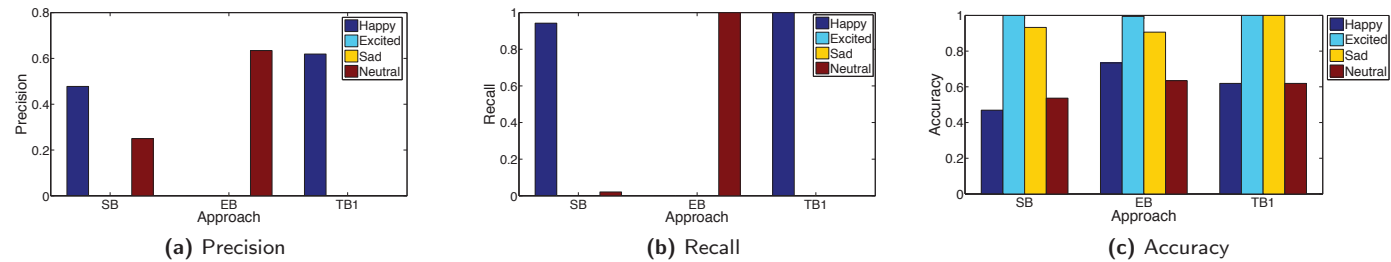 0.8
0.6
0.4
0.2
0
Precision
SB
EB
TB1
Approach
Happy
Excited
Sad
Neutral
(a) Precision
1
0.8
0.6
0.4
0.2
0
Recall
SB
EB
TB1
Approach
Happy
Excited
Sad
Neutral
(b) Recall
1
0.8
0.6
0.4
0.2
0
Accuracy
SB
EB
TB1
Approach
Happy
Excited
Sad
Neutral
(c) Accuracy